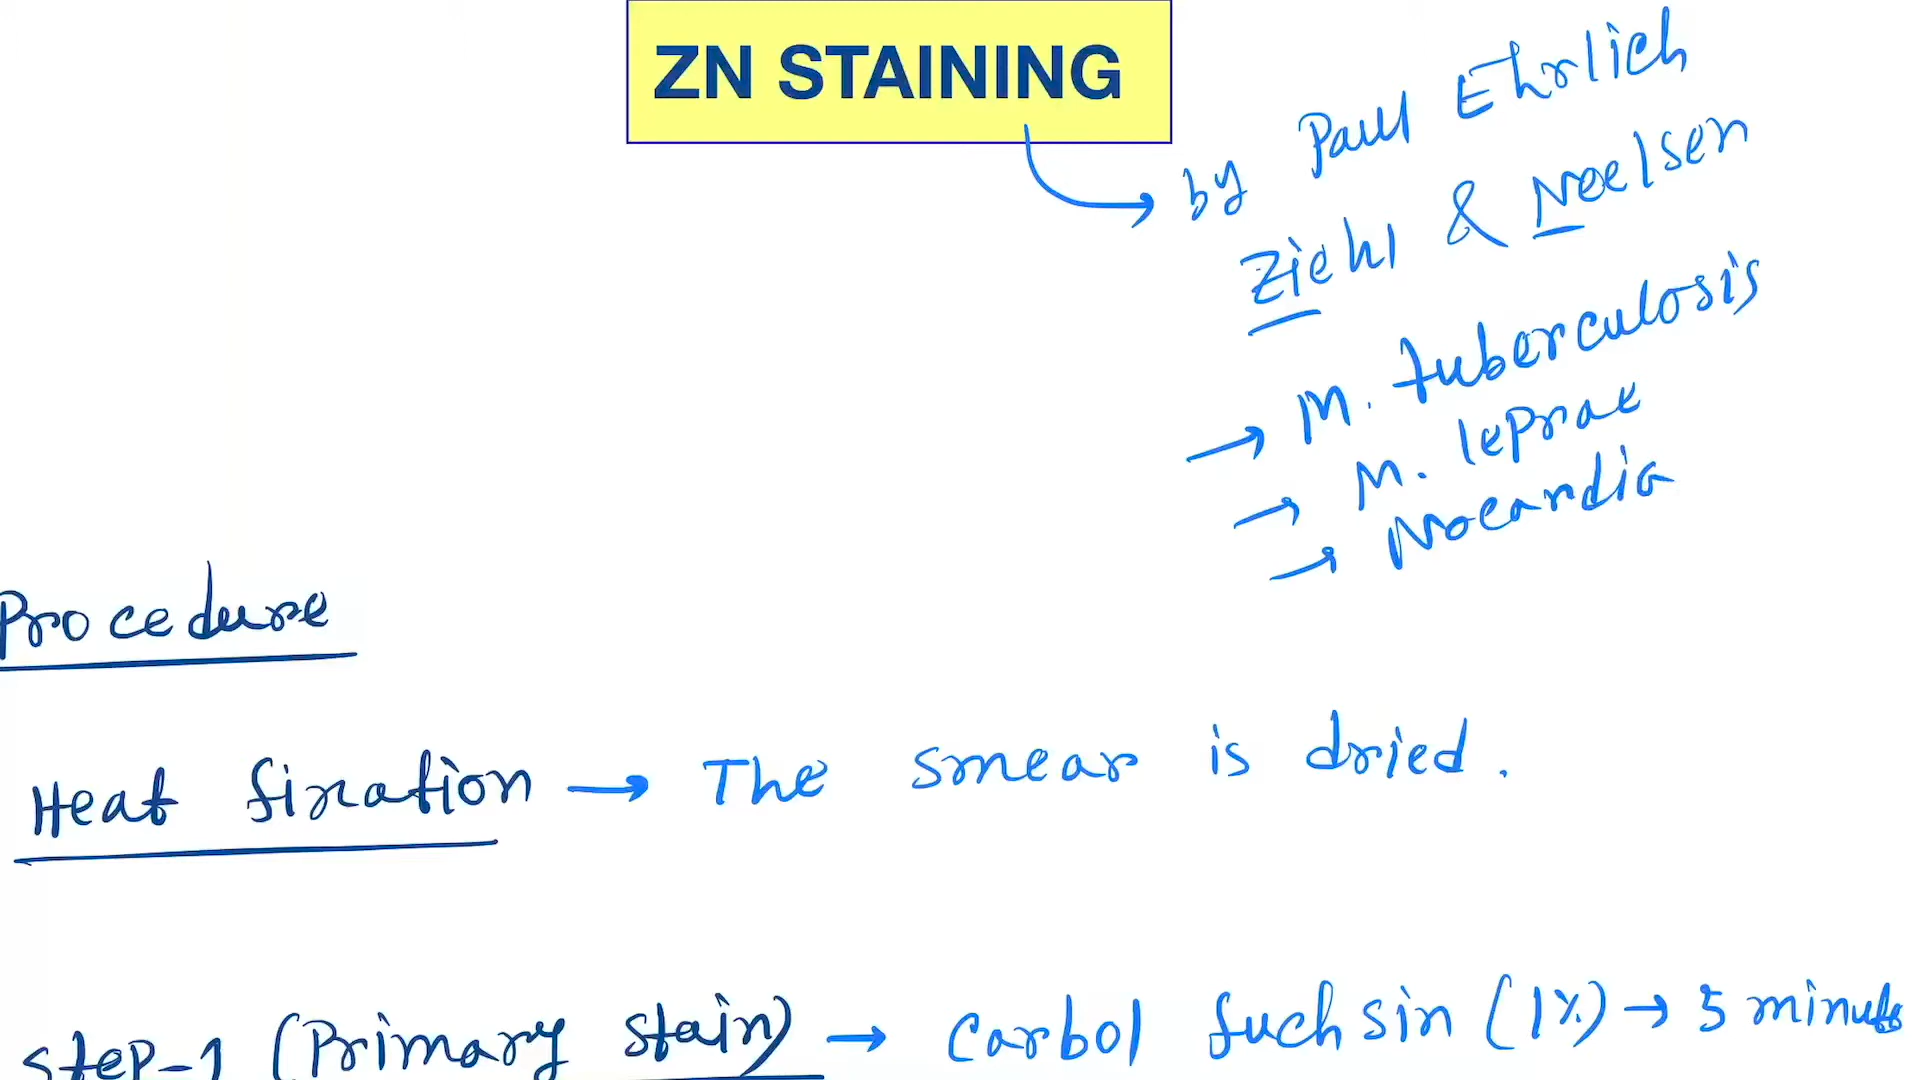 ZN STAINING
by Paul Ehrlich
Ziehl & Neelsen
→ M. tuberculosis
→ M. leprae
→ Nocardia
Procedure
Heat fixation → The smear is dried.
Step-1 (Primary stain) → Carbol fuchsin (1%) → 5 minutes